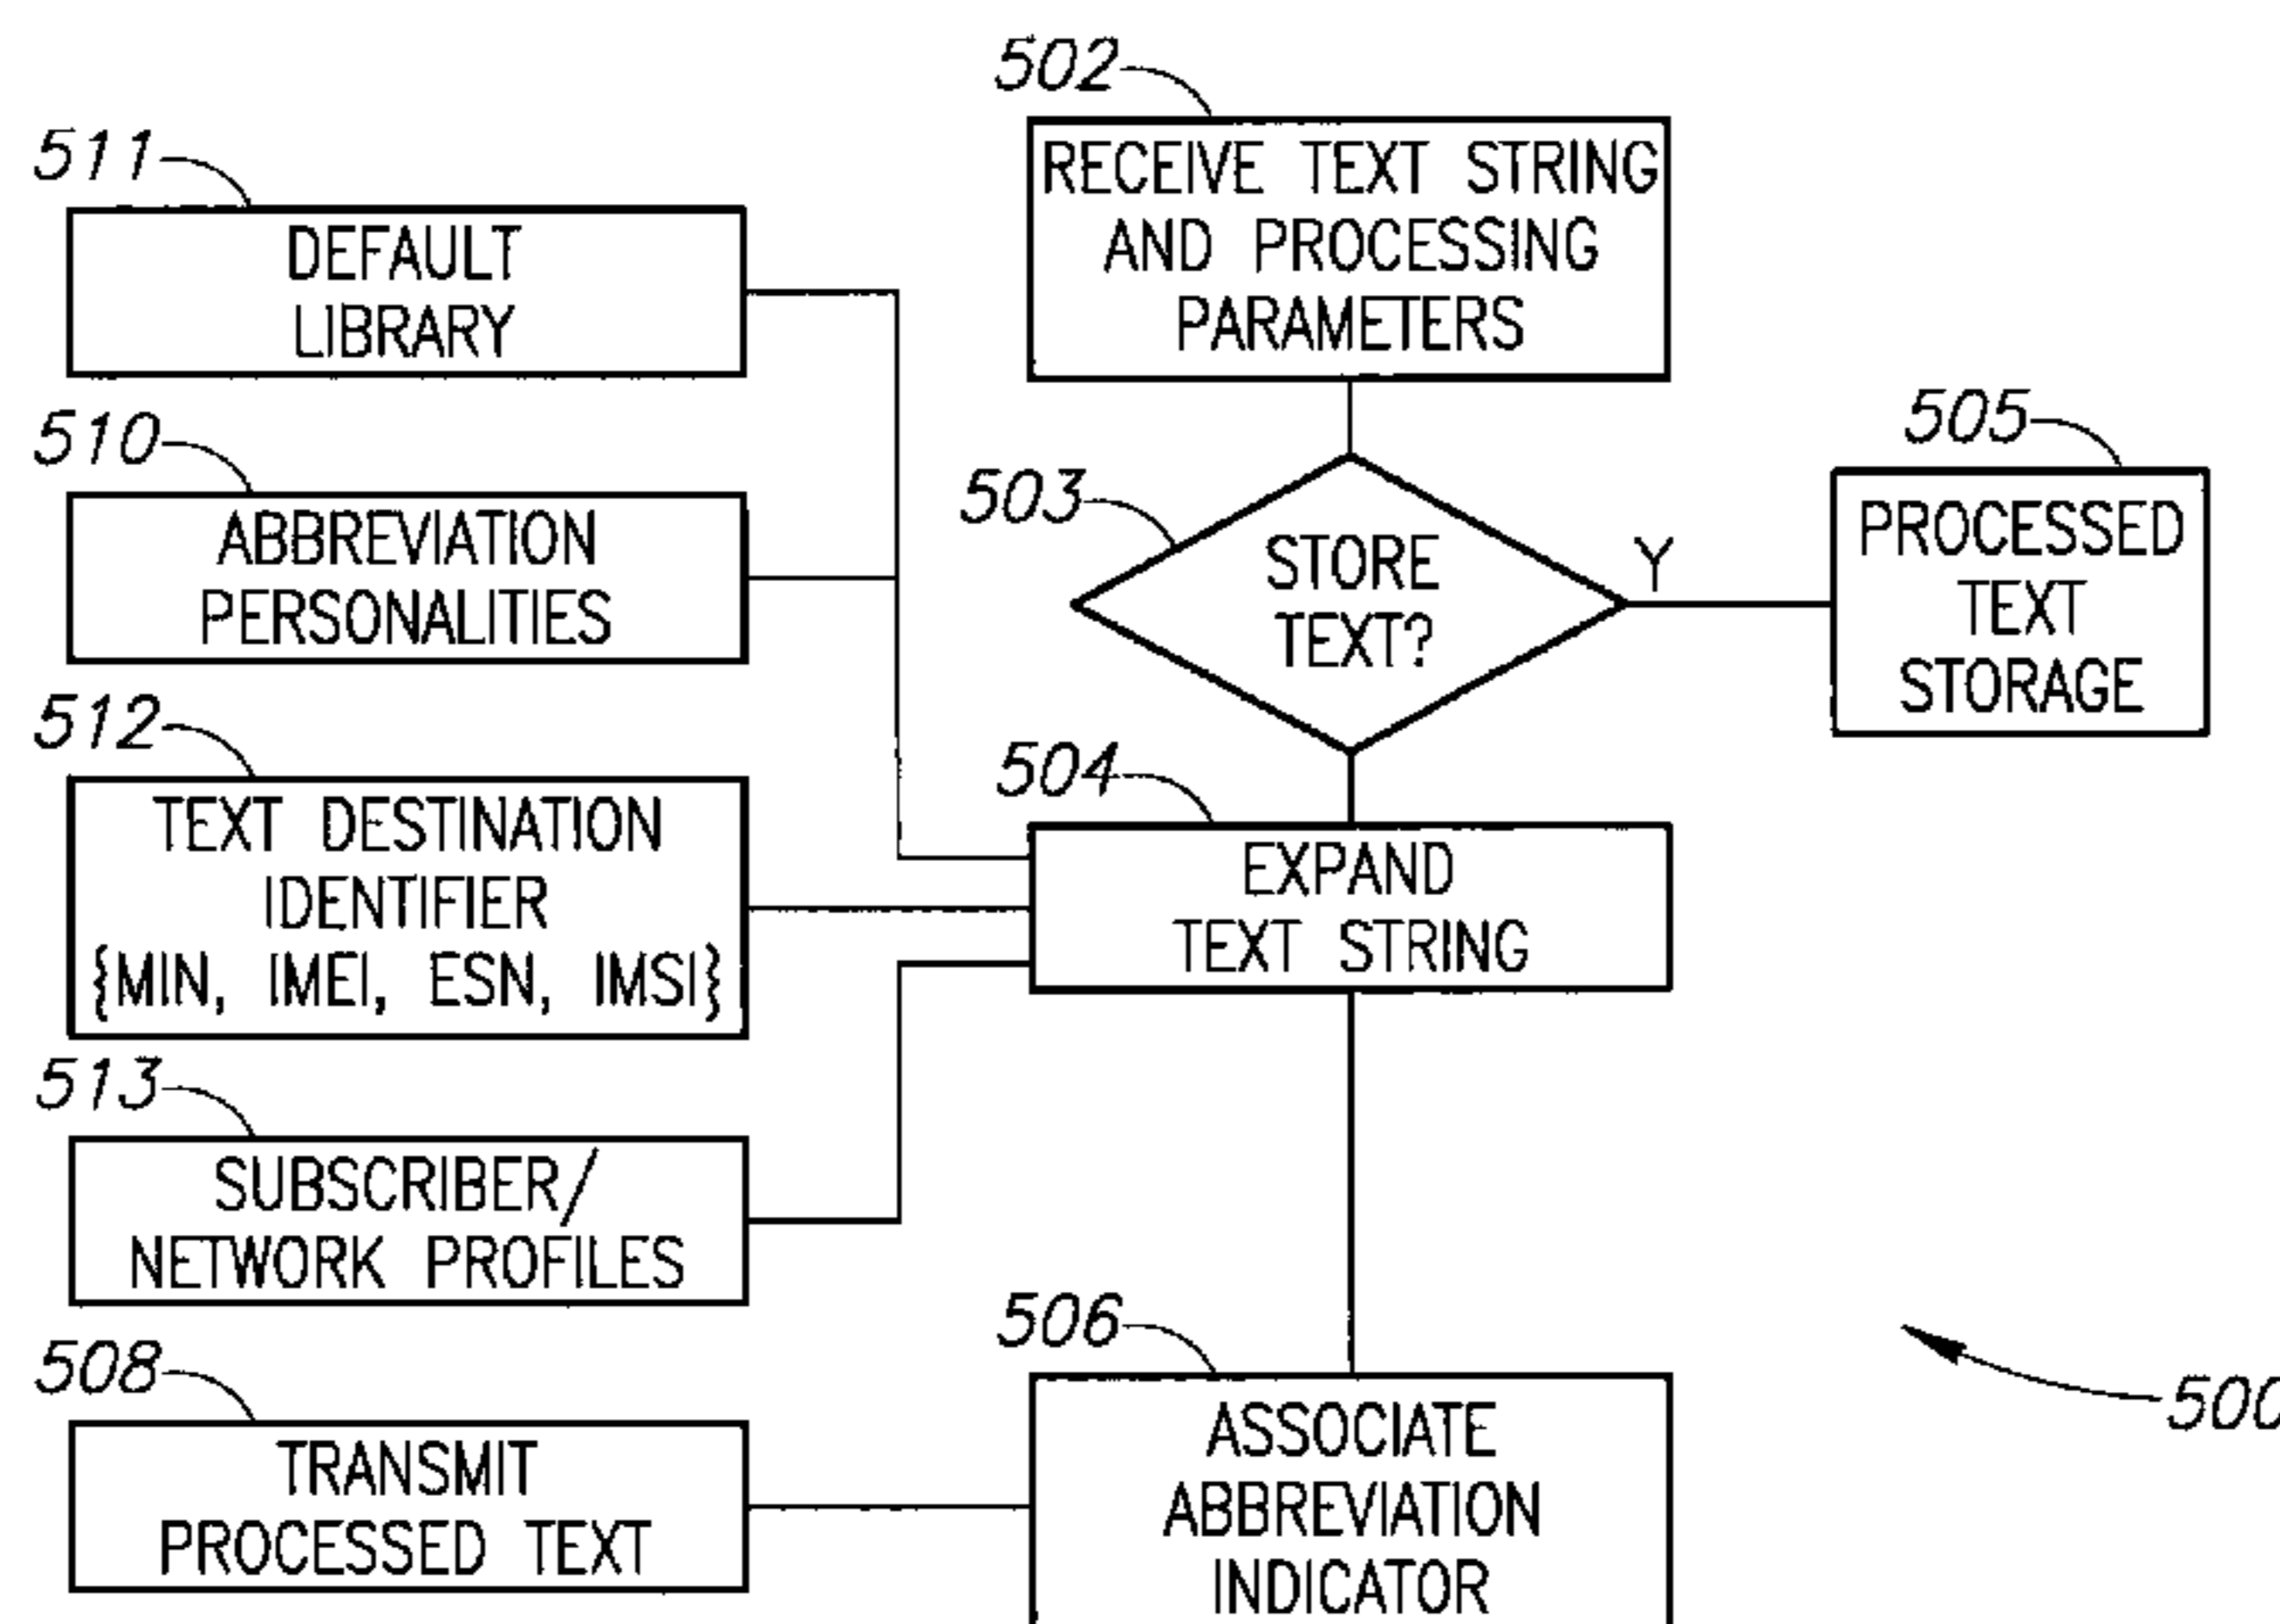 502
RECEIVE TEXT STRING
AND PROCESSING
PARAMETERS
511
DEFAULT
LIBRARY
510
ABBREVIATION
PERSONALITIES
503
STORE
TEXT?
Y
505
PROCESSED
TEXT
STORAGE
512
TEXT DESTINATION
IDENTIFIER
{MIN, IMEI, ESN, IMSI}
504
EXPAND
TEXT STRING
513
SUBSCRIBER/
NETWORK PROFILES
506
ASSOCIATE
ABBREVIATION
INDICATOR
508
TRANSMIT
PROCESSED TEXT
500